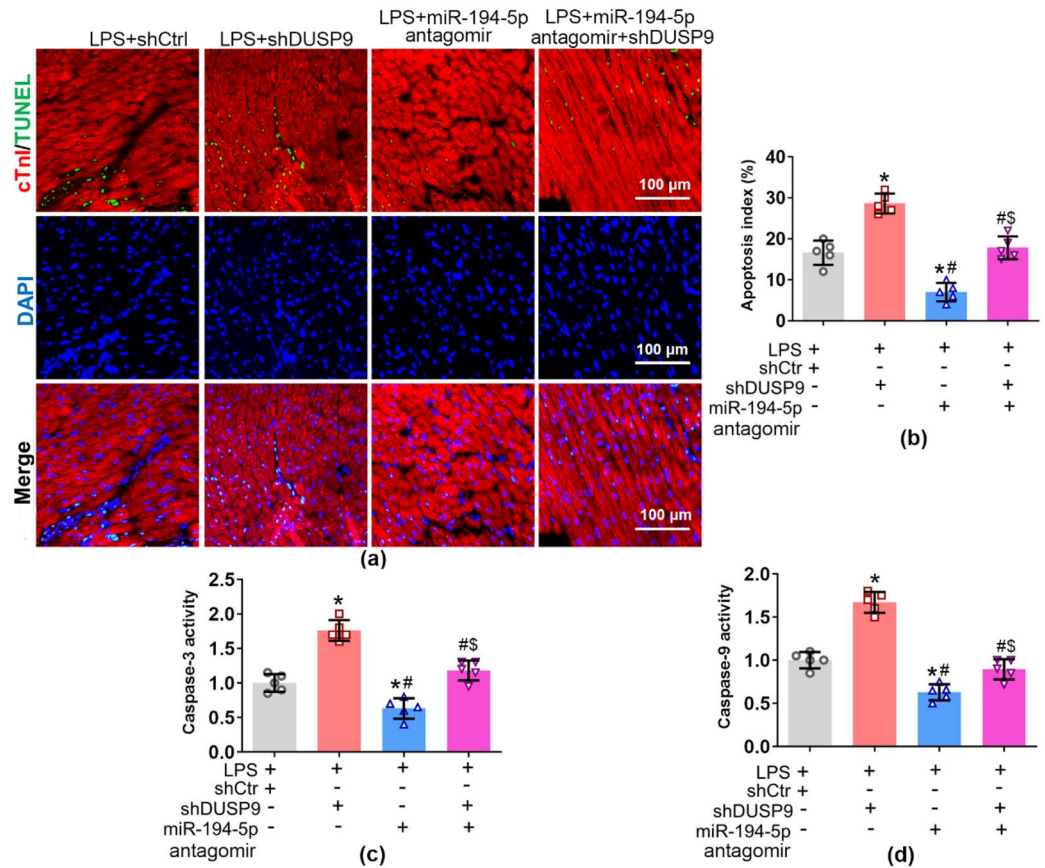 LPS+shCtrl
LPS+shDUSP9
LPS+miR-194-5p
antagomir
LPS+miR-194-5p
antagomir+shDUSP9
cTnI/TUNEL
100 µm
DAPI
100 µm
Merge
100 µm
(a)
Apoptosis index (%)
40
30
20
10
0
*
*#
#$
LPS + + + +
shCtr + - - -
shDUSP9 - + - +
miR-194-5p - - + +
antagomir
(b)
Caspase-3 activity
2.5
2.0
1.5
1.0
0.5
0.0
*
*#
#$
LPS + + + +
shCtr + - - -
shDUSP9 - + - +
miR-194-5p - - + +
antagomir
(c)
Caspase-9 activity
2.0
1.5
1.0
0.5
0.0
*
*#
#$
LPS + + + +
shCtr + - - -
shDUSP9 - + - +
miR-194-5p - - + +
antagomir
(d)